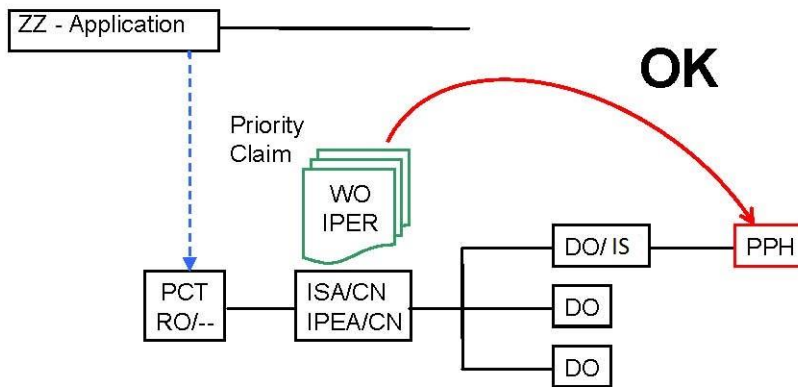 ZZ - Application
OK
Priority
Claim
WO
IPER
DO/ IS
PPH
PCT
RO/--
ISA/CN
IPEA/CN
DO
DO